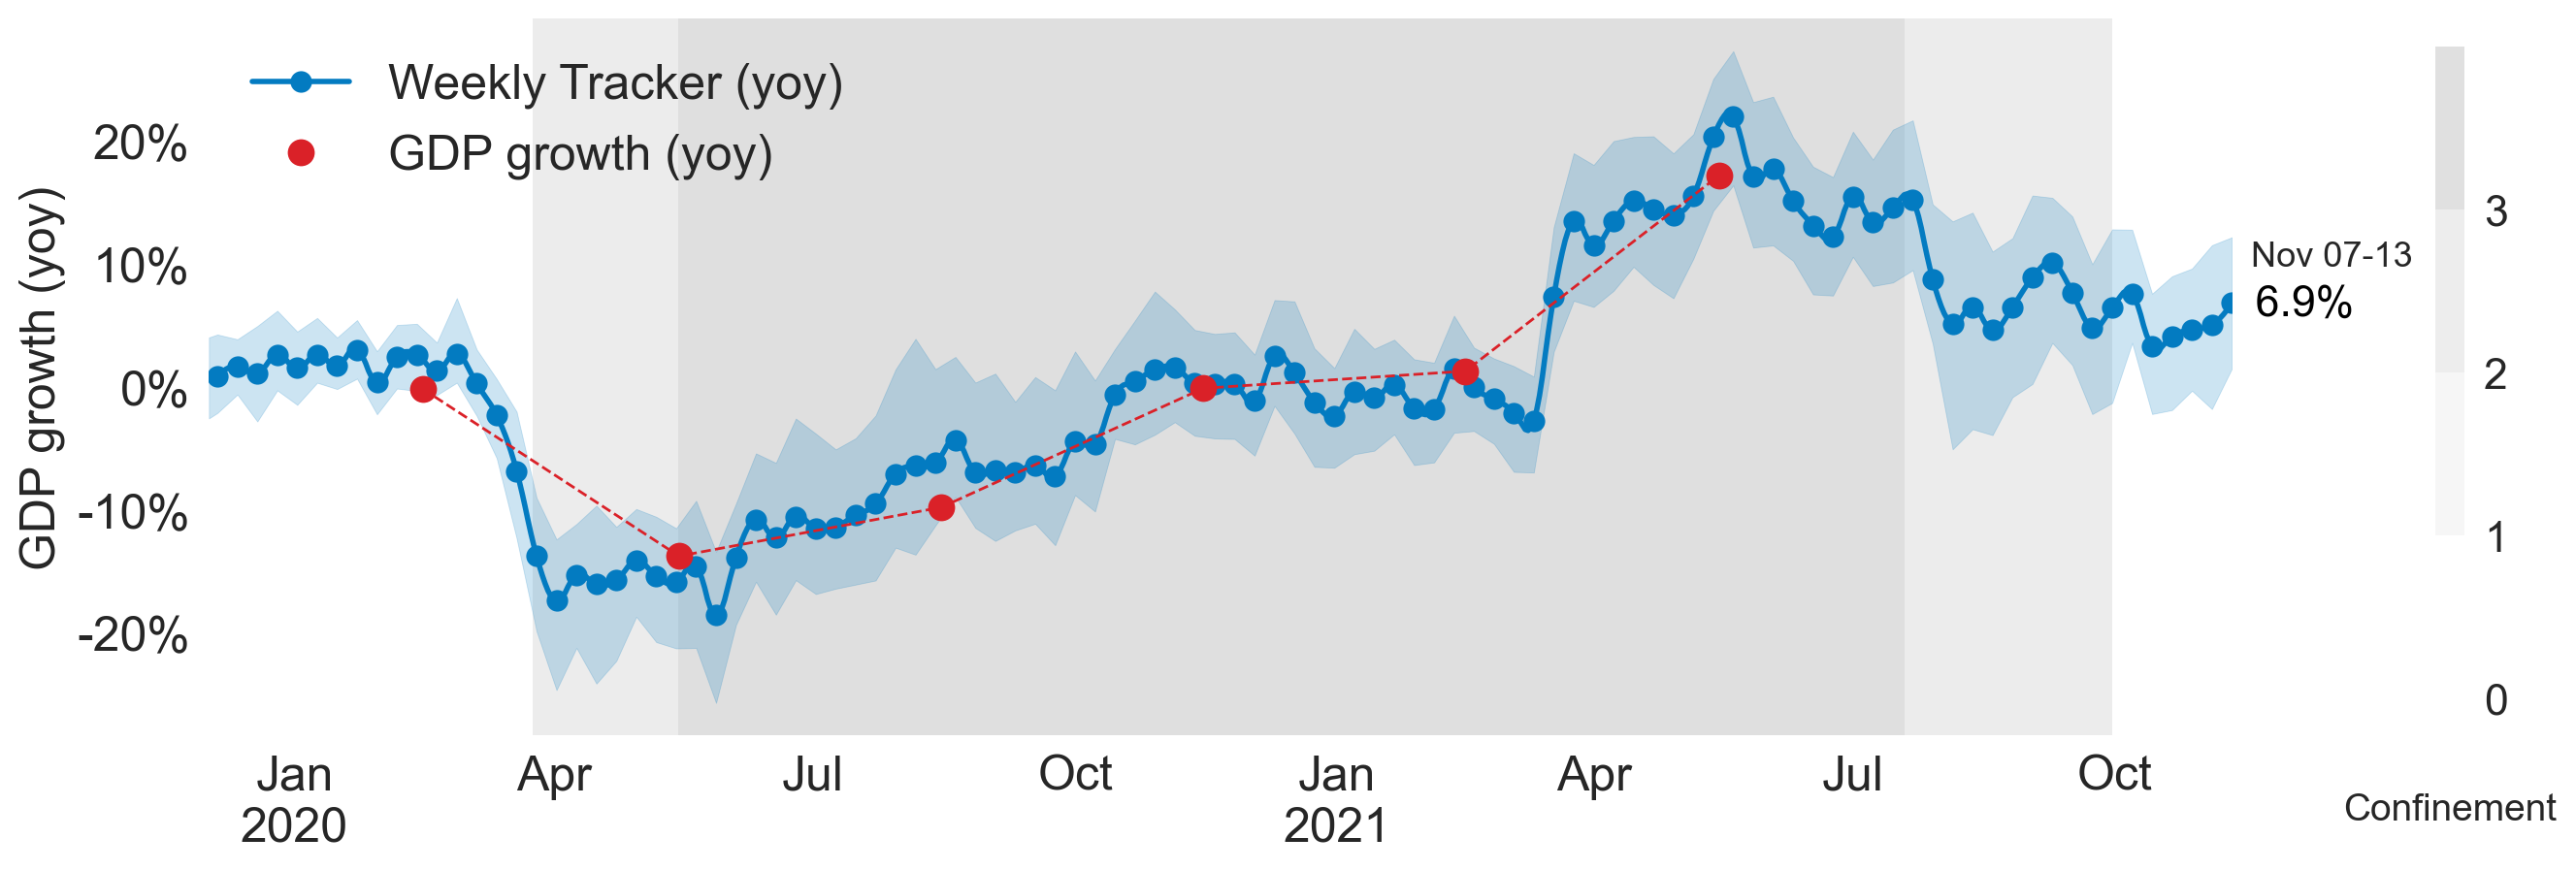 Weekly Tracker (yoy)
GDP growth (yoy)
GDP growth (yoy)
20%
10%
0%
-10%
-20%
Nov 07-13
6.9%
3
2
1
0
Jan
2020
Apr
Jul
Oct
Jan
2021
Apr
Jul
Oct
Confinement